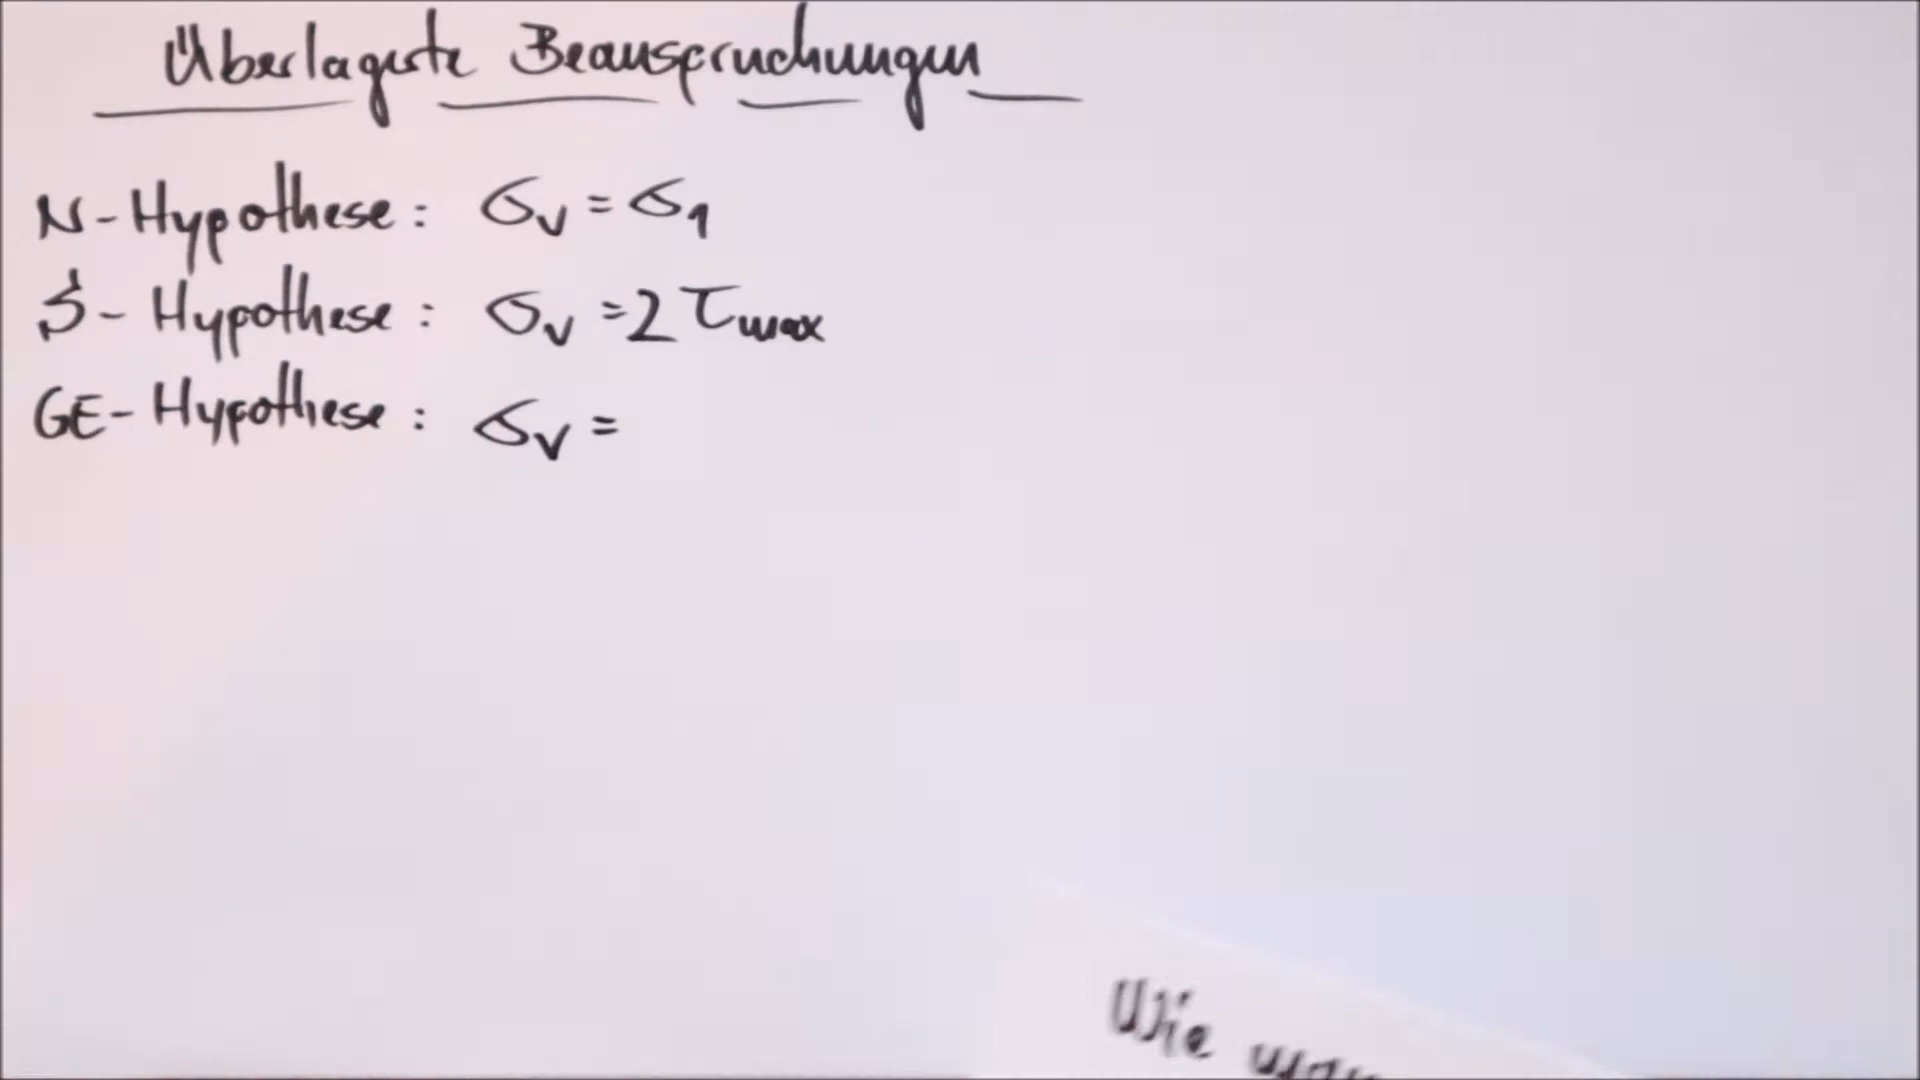 Überlagerte Beanspruchungen
N-Hypothese: σv = σ1
S-Hypothese: σv = 2 τmax
GE-Hypothese: σv =
Wie